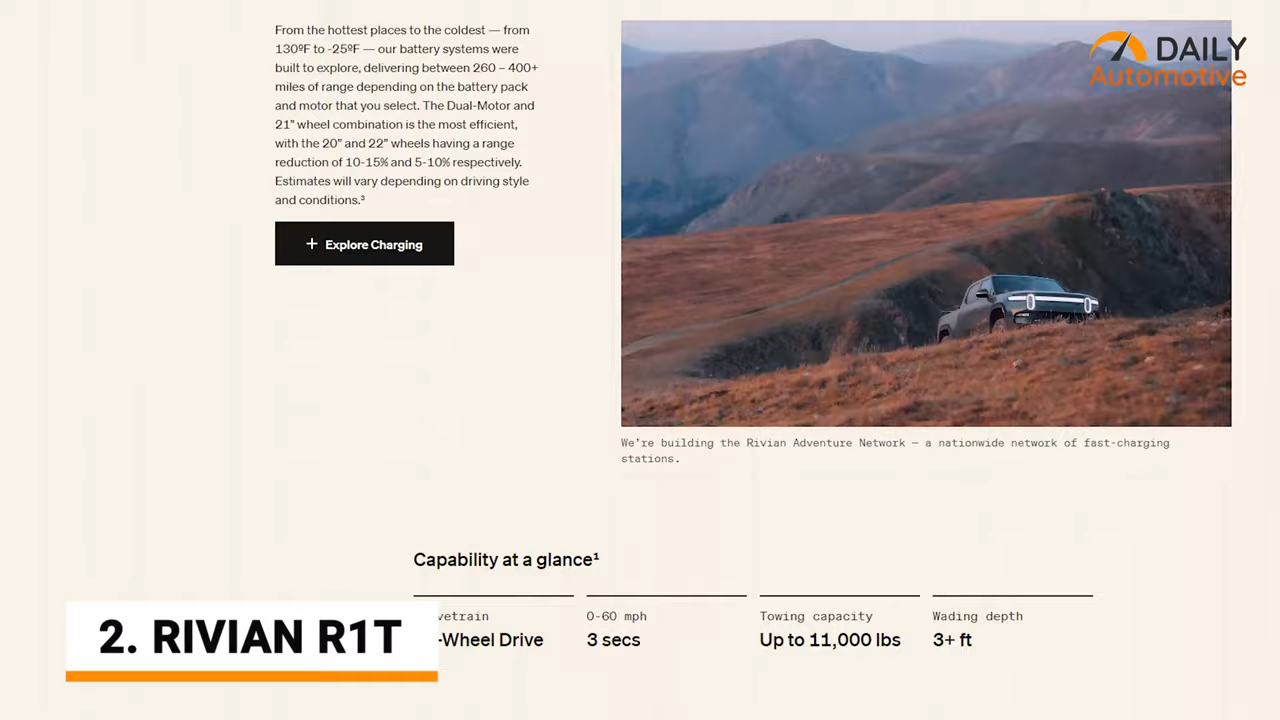 From the hottest places to the coldest — from
130ºF to -25ºF — our battery systems were
built to explore, delivering between 260 – 400+
miles of range depending on the battery pack
and motor that you select. The Dual-Motor and
21" wheel combination is the most efficient,
with the 20" and 22" wheels having a range
reduction of 10-15% and 5-10% respectively.
Estimates will vary depending on driving style
and conditions.³
+ Explore Charging
DAILY
Automotive
We're building the Rivian Adventure Network — a nationwide network of fast-charging
stations.
Capability at a glance¹
vetrain
-Wheel Drive
0-60 mph
3 secs
Towing capacity
Up to 11,000 lbs
Wading depth
3+ ft
2. RIVIAN R1T